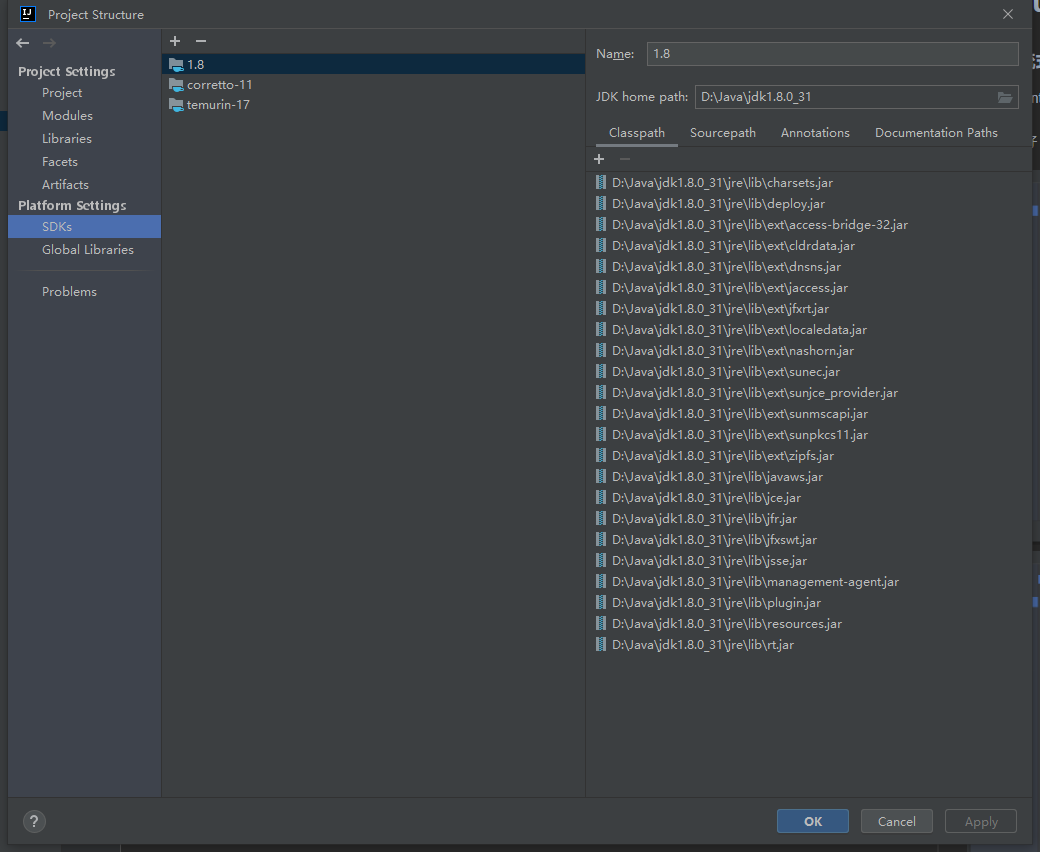 IJ Project Structure
Project Settings
Project
Modules
Libraries
Facets
Artifacts
Platform Settings
SDKs
Global Libraries
Problems
1.8
corretto-11
temurin-17
Name: 1.8
JDK home path: D:\Java\jdk1.8.0_31
Classpath Sourcepath Annotations Documentation Paths
D:\Java\jdk1.8.0_31\jre\lib\charsets.jar
D:\Java\jdk1.8.0_31\jre\lib\deploy.jar
D:\Java\jdk1.8.0_31\jre\lib\ext\access-bridge-32.jar
D:\Java\jdk1.8.0_31\jre\lib\ext\cldrdata.jar
D:\Java\jdk1.8.0_31\jre\lib\ext\dnsns.jar
D:\Java\jdk1.8.0_31\jre\lib\ext\jaccess.jar
D:\Java\jdk1.8.0_31\jre\lib\ext\jfxrt.jar
D:\Java\jdk1.8.0_31\jre\lib\ext\localedata.jar
D:\Java\jdk1.8.0_31\jre\lib\ext\nashorn.jar
D:\Java\jdk1.8.0_31\jre\lib\ext\sunec.jar
D:\Java\jdk1.8.0_31\jre\lib\ext\sunjce_provider.jar
D:\Java\jdk1.8.0_31\jre\lib\ext\sunmscapi.jar
D:\Java\jdk1.8.0_31\jre\lib\ext\sunpkcs11.jar
D:\Java\jdk1.8.0_31\jre\lib\ext\zipfs.jar
D:\Java\jdk1.8.0_31\jre\lib\javaws.jar
D:\Java\jdk1.8.0_31\jre\lib\jce.jar
D:\Java\jdk1.8.0_31\jre\lib\jfr.jar
D:\Java\jdk1.8.0_31\jre\lib\jfxswt.jar
D:\Java\jdk1.8.0_31\jre\lib\jsse.jar
D:\Java\jdk1.8.0_31\jre\lib\management-agent.jar
D:\Java\jdk1.8.0_31\jre\lib\plugin.jar
D:\Java\jdk1.8.0_31\jre\lib\resources.jar
D:\Java\jdk1.8.0_31\jre\lib\rt.jar
? OK Cancel Apply